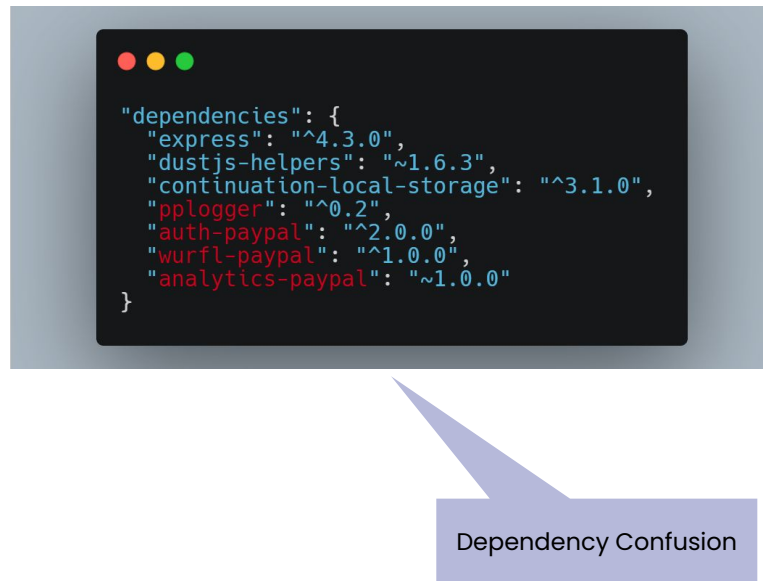 "dependencies": {
"express": "^4.3.0",
"dustjs-helpers": "~1.6.3",
"continuation-local-storage": "^3.1.0",
"pplogger": "^0.2",
"auth-paypal": "^2.0.0",
"wurfl-paypal": "^1.0.0",
"analytics-paypal": "~1.0.0"
}
Dependency Confusion